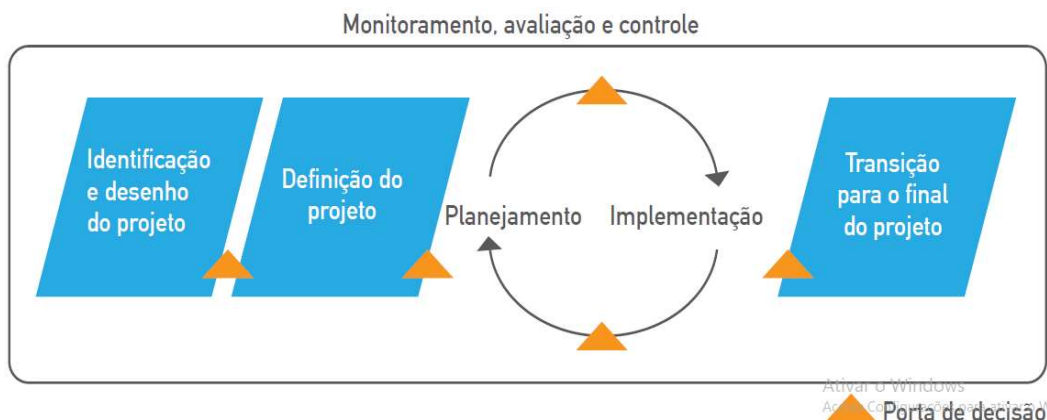 Monitoramento, avaliação e controle
Identificação
e desenho
do projeto
Definição do
projeto
Planejamento
Implementação
Transição
para o final
do projeto
Ativar o Windows
Porta de decisão